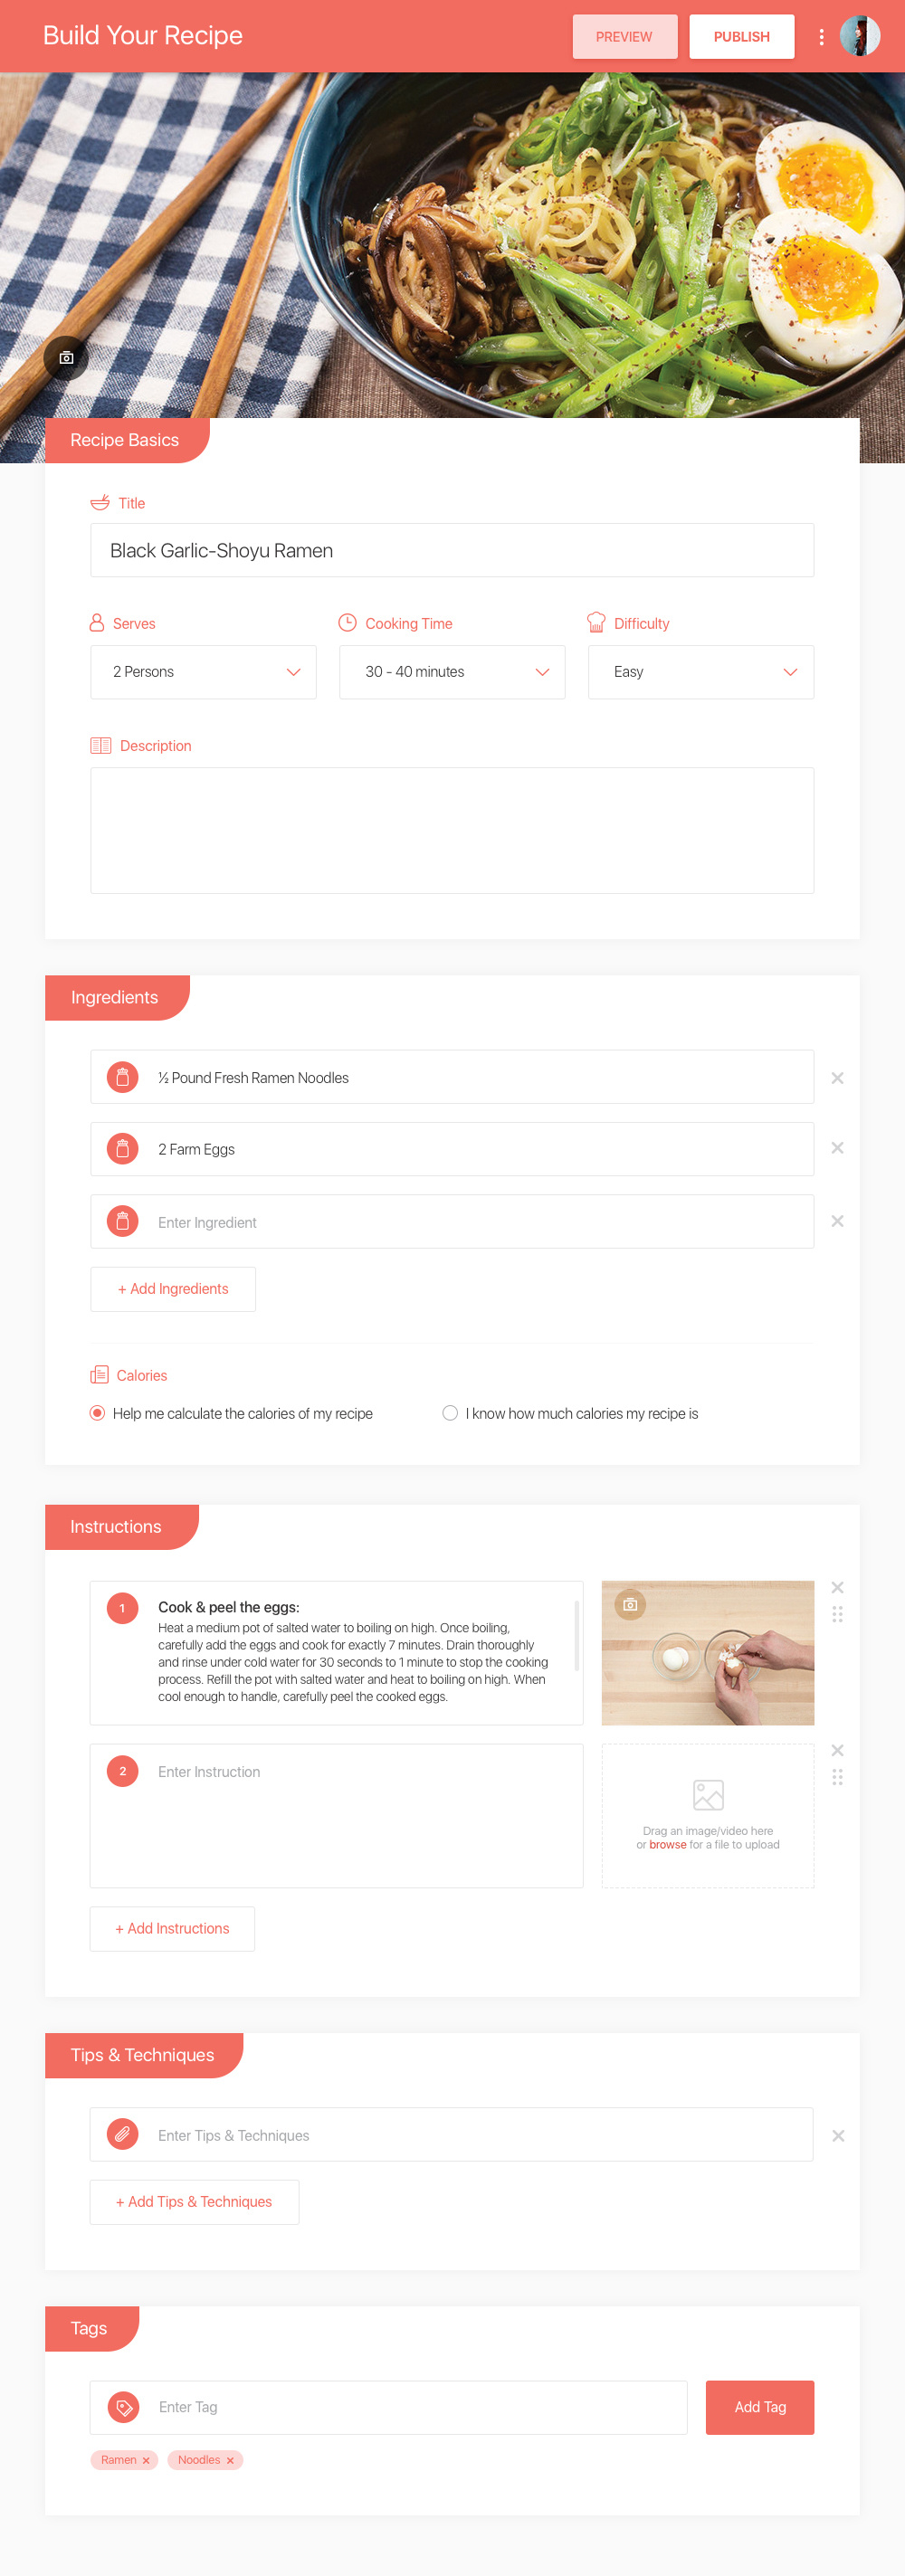 Build Your Recipe
PREVIEW
PUBLISH
Recipe Basics
Title
Black Garlic-Shoyu Ramen
Serves
Cooking Time
Difficulty
2 Persons
30 - 40 minutes
Easy
Description
Ingredients
½ Pound Fresh Ramen Noodles
2 Farm Eggs
Enter Ingredient
+ Add Ingredients
Calories
Help me calculate the calories of my recipe
I know how much calories my recipe is
Instructions
1
Cook & peel the eggs:
Heat a medium pot of salted water to boiling on high. Once boiling,
carefully add the eggs and cook for exactly 7 minutes. Drain thoroughly
and rinse under cold water for 30 seconds to 1 minute to stop the cooking
process. Refill the pot with salted water and heat to boiling on high. When
cool enough to handle, carefully peel the cooked eggs.
2
Enter Instruction
Drag an image/video here
or browse for a file to upload
+ Add Instructions
Tips & Techniques
Enter Tips & Techniques
+ Add Tips & Techniques
Tags
Enter Tag
Add Tag
Ramen ×
Noodles ×